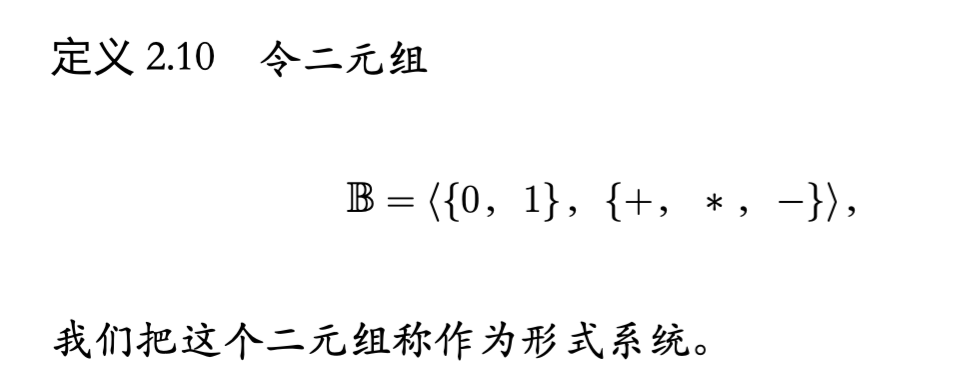 定义 2.10 令二元组
𝔹 = ⟨{0, 1}, {+, *, −}⟩,
我们把这个二元组称作为形式系统。